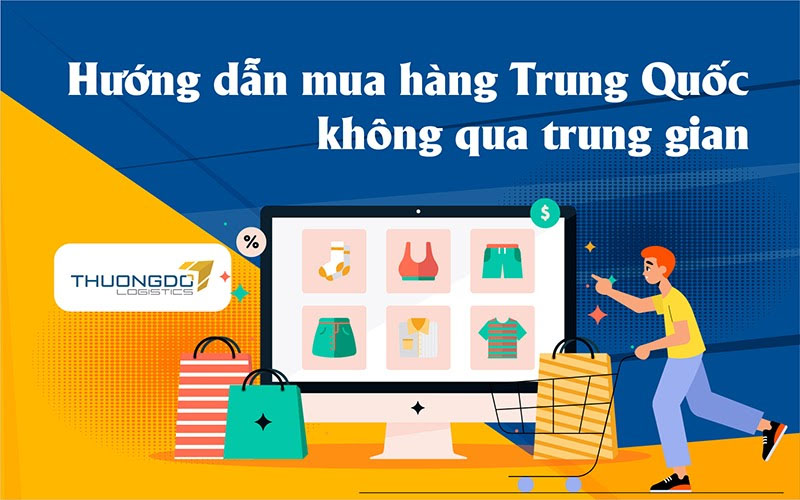 Hướng dẫn mua hàng Trung Quốc
không qua trung gian
%
$
THUONGDO
LOGISTICS